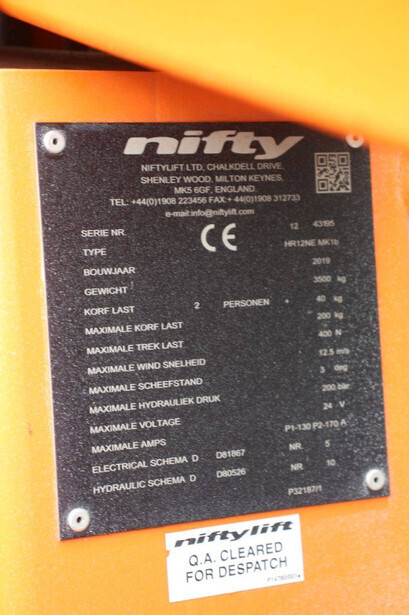 nifty
NIFTYLIFT LTD, CHALKDELL DRIVE,
SHENLEY WOOD, MILTON KEYNES,
MK5 6GF, ENGLAND.
TEL: +44(0)1908 223456 FAX:+ 44(0)1908 312733
e-mail:info@niftylift.com
SERIE NR. 12 43195
CE
TYPE HR12NE MK1b
BOUWJAAR 2019
GEWICHT 3500 kg
KORF LAST 2 PERSONEN + 40 kg
MAXIMALE KORF LAST 200 kg
MAXIMALE TREK LAST 400 N
MAXIMALE WIND SNELHEID 12.5 m/s
MAXIMALE SCHEEFSTAND 3 deg
MAXIMALE HYDRAULIEK DRUK 200 bar
MAXIMALE VOLTAGE 24 V
MAXIMALE AMPS P1-130 P2-170 A
ELECTRICAL SCHEMA D D81867 NR. 5
HYDRAULIC SCHEMA D D80526 NR 10
P32187/1
niftylift
Q.A. CLEARED
FOR DESPATCH